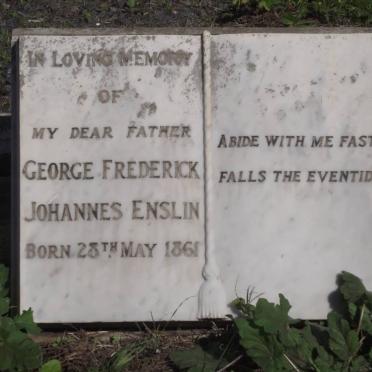 IN LOVING MEMORY
OF
MY DEAR FATHER
GEORGE FREDERICK
JOHANNES ENSLIN
BORN 28TH MAY 1861
ABIDE WITH ME FAST
FALLS THE EVENTID